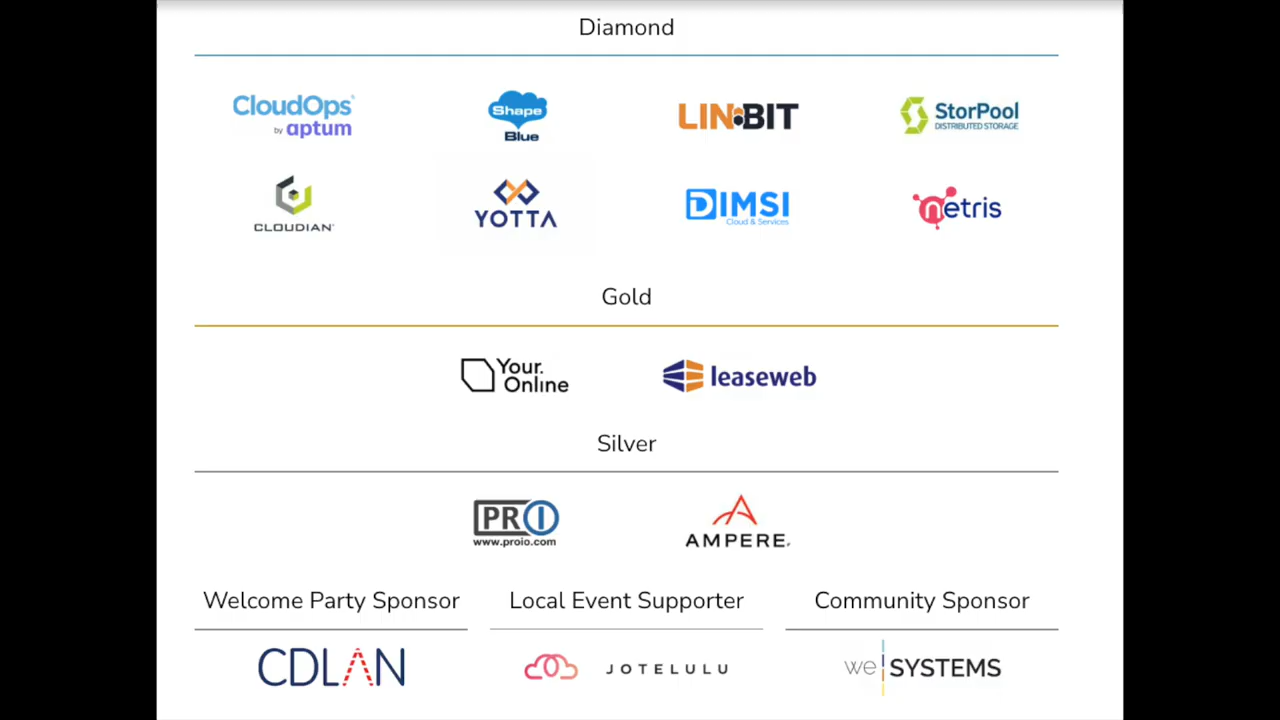 Diamond
CloudOps
by aptum
Shape
Blue
LINBIT
StorPool
DISTRIBUTED STORAGE
CLOUDIAN
YOTTA
DIMSI
Cloud & Services
netris
Gold
Your.
Online
leaseweb
Silver
PRIO
www.proio.com
AMPERE
Welcome Party Sponsor
Local Event Supporter
Community Sponsor
CDLAN
JOTELULU
we SYSTEMS